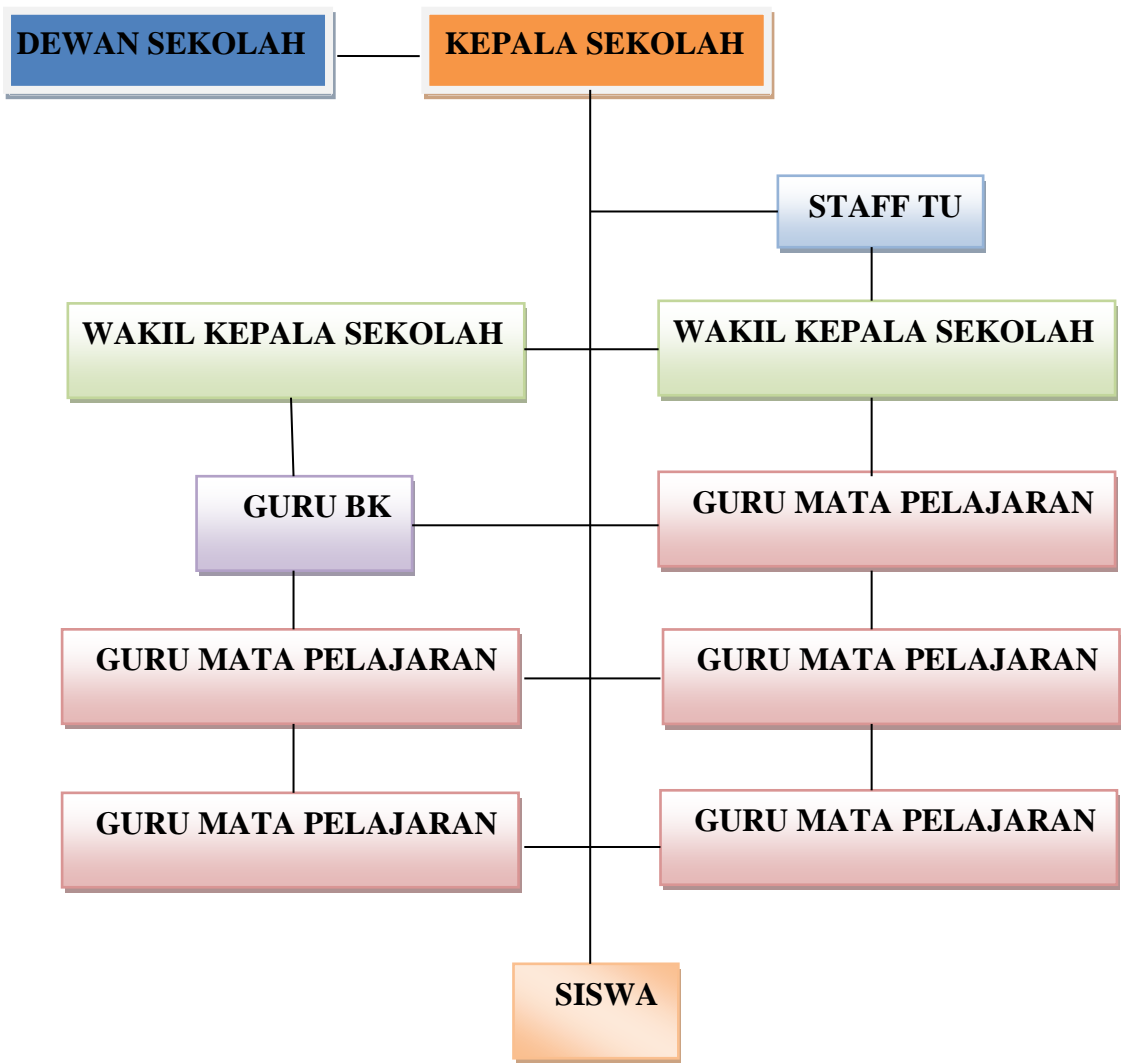 DEWAN SEKOLAH
KEPALA SEKOLAH
STAFF TU
WAKIL KEPALA SEKOLAH
WAKIL KEPALA SEKOLAH
GURU BK
GURU MATA PELAJARAN
GURU MATA PELAJARAN
GURU MATA PELAJARAN
GURU MATA PELAJARAN
GURU MATA PELAJARAN
SISWA